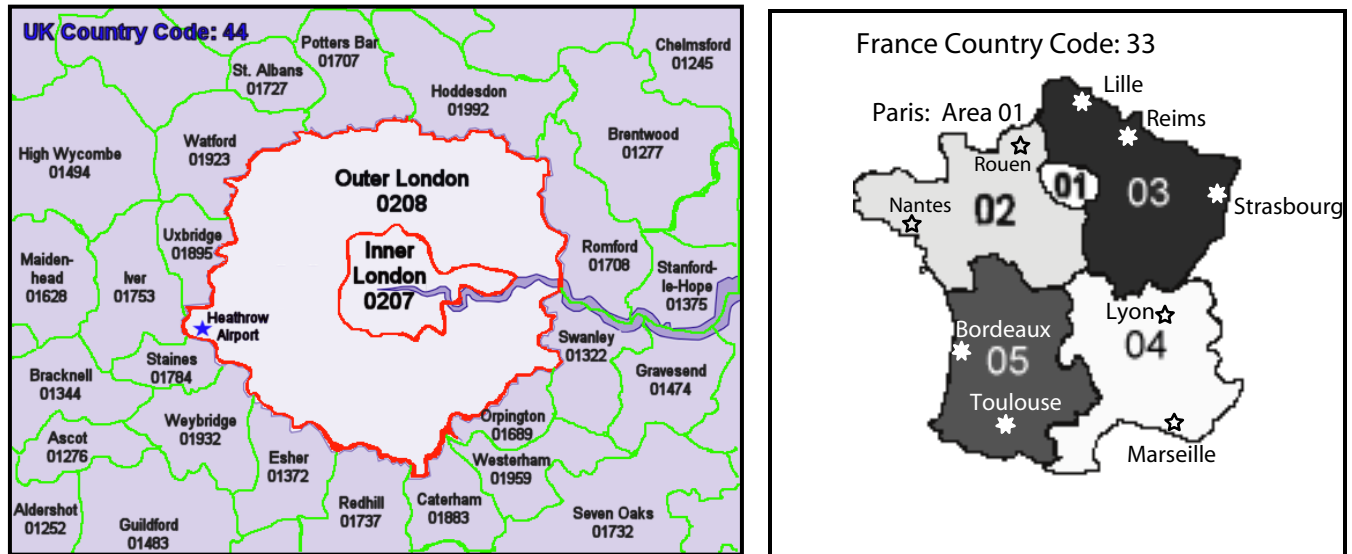 UK Country Code: 44
Potters Bar
01707
Chelmsford
01245
St. Albans
01727
Hoddesdon
01992
Brentwood
01277
Watford
01923
High Wycombe
01494
Outer London
0208
Uxbridge
01895
Inner
London
0207
Romford
01708
Maiden-
head
01628
Iver
01753
Stanford-
le-Hope
01375
Heathrow
Airport
Swanley
01322
Staines
01784
Bracknell
01344
Gravesend
01474
Weybridge
01932
Orpington
01689
Ascot
01276
Esher
01372
Westerham
01959
Redhill
01737
Caterham
01883
Aldershot
01252
Guildford
01483
Seven Oaks
01732
France Country Code: 33
Lille
Paris: Area 01
Reims
Rouen
01
03
Nantes
02
Strasbourg
Lyon
Bordeaux
05
04
Toulouse
Marseille